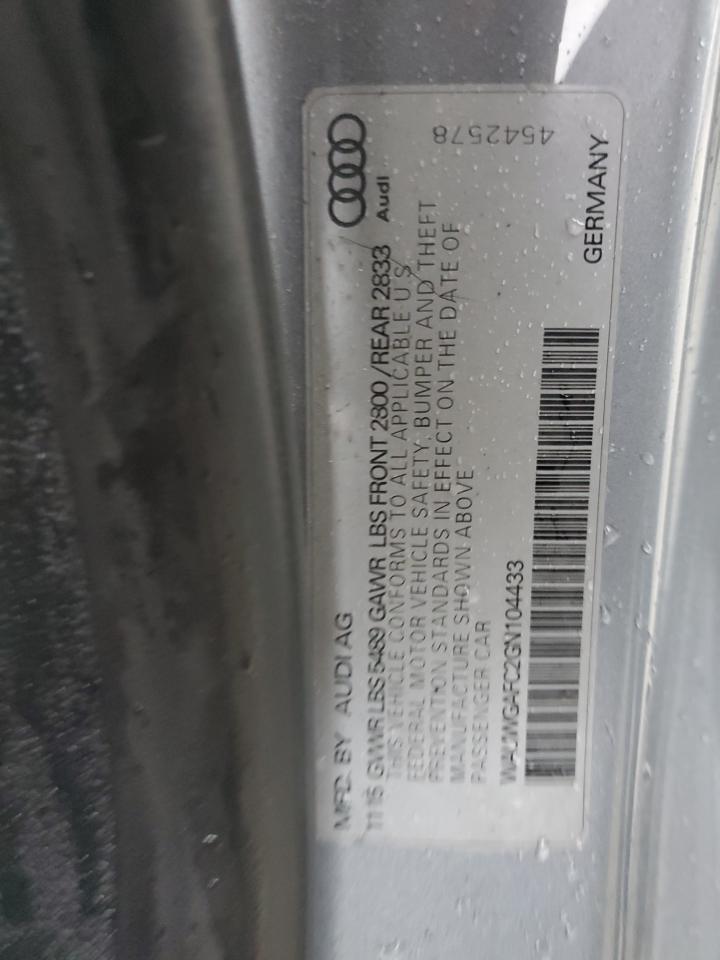 MFD. BY AUDI AG
11 15 GVWR LBS 5489 GAWR LBS FRONT 2800 / REAR 2833
THIS VEHICLE CONFORMS TO ALL APPLICABLE U.S.
FEDERAL MOTOR VEHICLE SAFETY, BUMPER AND THEFT
PREVENTION STANDARDS IN EFFECT ON THE DATE OF
MANUFACTURE SHOWN ABOVE
PASSENGER CAR
WAUWGAFC2GN104433
Audi
4542578
GERMANY